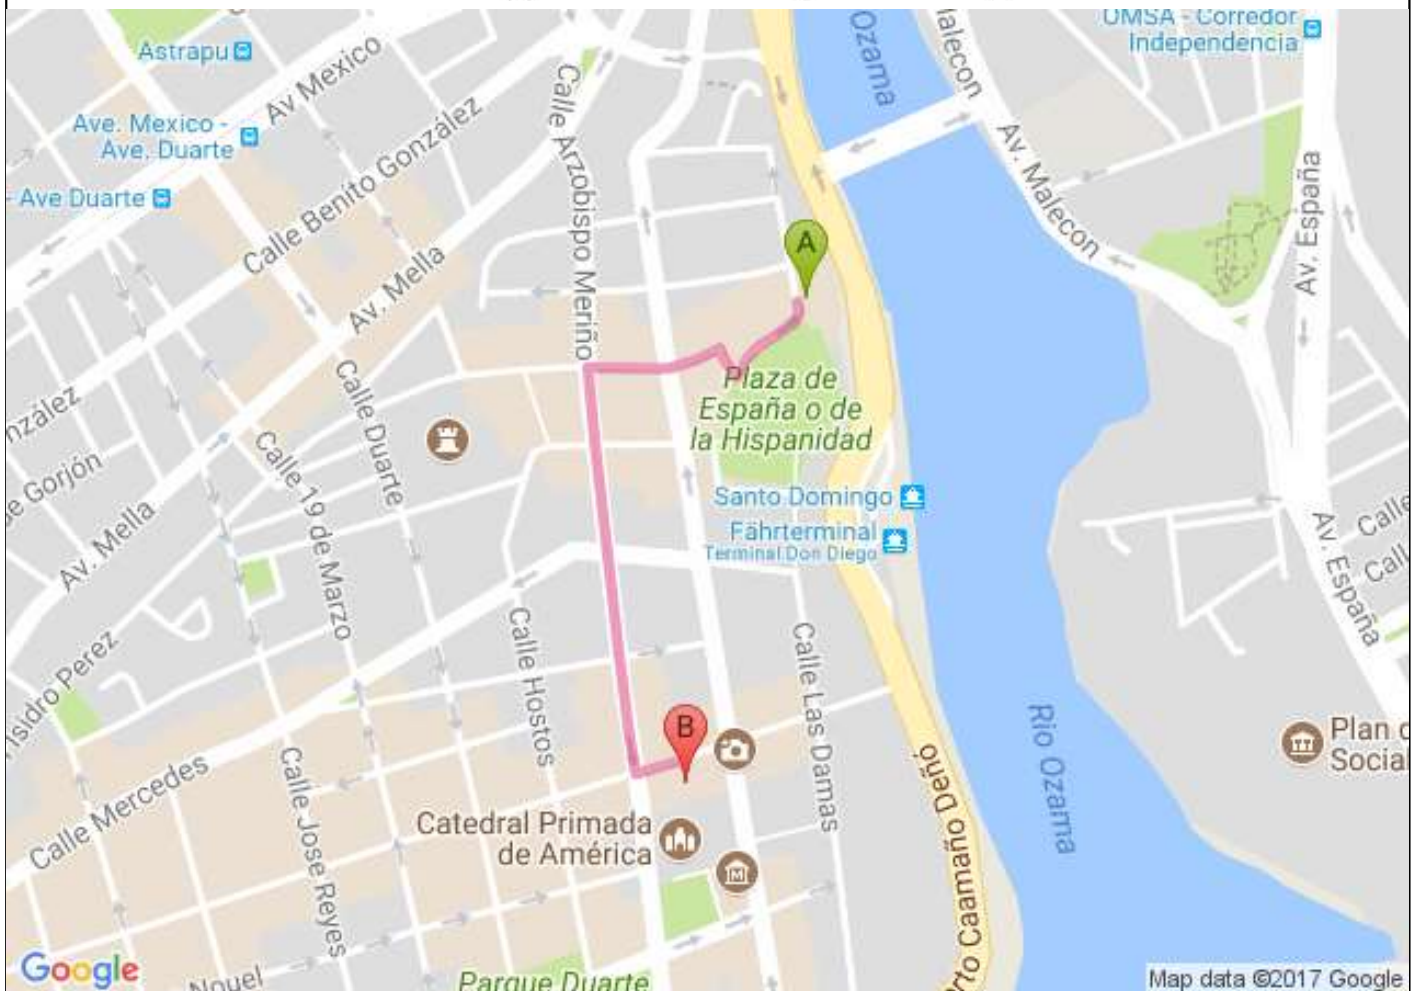 Ozama
Malecon
OMSA - Corredor
Independencia
Astrapu
Av Mexico
Calle Arzobispo Meriño
Ave. Mexico -
Ave. Duarte
Calle Benito González
Av. Malecon
Av. España
- Ave Duarte
A
Av. Mella
Calle Duarte
Plaza de
España o de
la Hispanidad
nzález
de Gorjón
Calle 19 de Marzo
Av. Mella
Santo Domingo
Fährterminal
Terminal Don Diego
Calle
Call
Av. España
Isidro Perez
Calle Hostos
Calle Las Damas
B
Rio Ozama
Plan d
Social
Calle Mercedes
Calle Jose Reyes
Catedral Primada
de América
M
rto Caamaño Deñó
Google
Nouel
Parque Duarte
Map data ©2017 Google